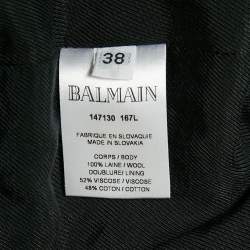 38
BALMAIN
147130 167L
FABRIQUE EN SLOVAQUIE
MADE IN SLOVAKIA
CORPS/BODY
100% LAINE/WOOL
DOUBLURE/LINING
52% VISCOSE/VISCOSE
48% COTON/COTTON